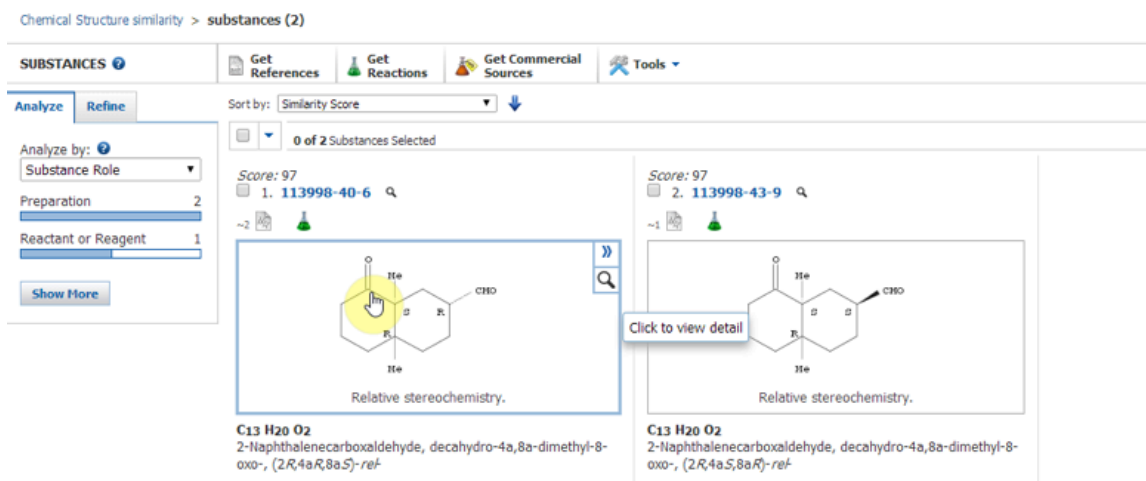 Chemical Structure similarity > substances (2)
SUBSTANCES
Get References
Get Reactions
Get Commercial Sources
Tools
Analyze
Refine
Sort by: Similarity Score
0 of 2 Substances Selected
Analyze by:
Substance Role
Preparation 2
Reactant or Reagent 1
Show More
Score: 97
1. 113998-40-6
~2
O
Me
CHO
S
R
R
Me
Relative stereochemistry.
C13 H20 O2
2-Naphthalenecarboxaldehyde, decahydro-4a,8a-dimethyl-8-
oxo-, (2R,4aR,8aS)-rel-
Click to view detail
Score: 97
2. 113998-43-9
~1
O
Me
CHO
S
S
R
Me
Relative stereochemistry.
C13 H20 O2
2-Naphthalenecarboxaldehyde, decahydro-4a,8a-dimethyl-8-
oxo-, (2R,4aS,8aR)-rel-